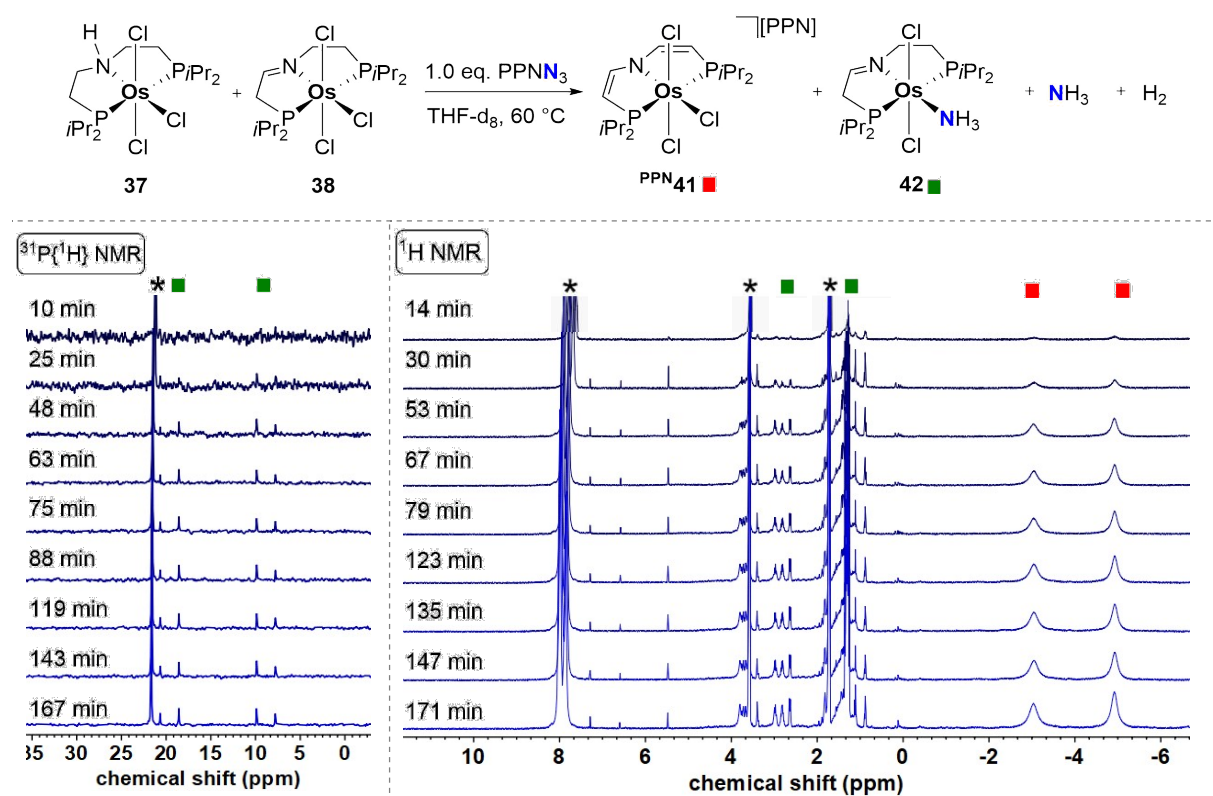 H
Cl
N
PiPr2
Os
Cl
P
iPr2
Cl
37
+
Cl
N
PiPr2
Os
Cl
P
iPr2
Cl
38
1.0 eq. PPNN3
THF-d8, 60 °C
[PPN]
Cl
N
PiPr2
Os
Cl
P
iPr2
Cl
PPN41
+
Cl
N
PiPr2
Os
NH3
P
iPr2
Cl
42
+ NH3 + H2
31P{1H} NMR
* 
10 min
25 min
48 min
63 min
75 min
88 min
119 min
143 min
167 min
35 30 25 20 15 10 5 0
chemical shift (ppm)
1H NMR
* * *
14 min
30 min
53 min
67 min
79 min
123 min
135 min
147 min
171 min
10 8 6 4 2 0 -2 -4 -6
chemical shift (ppm)